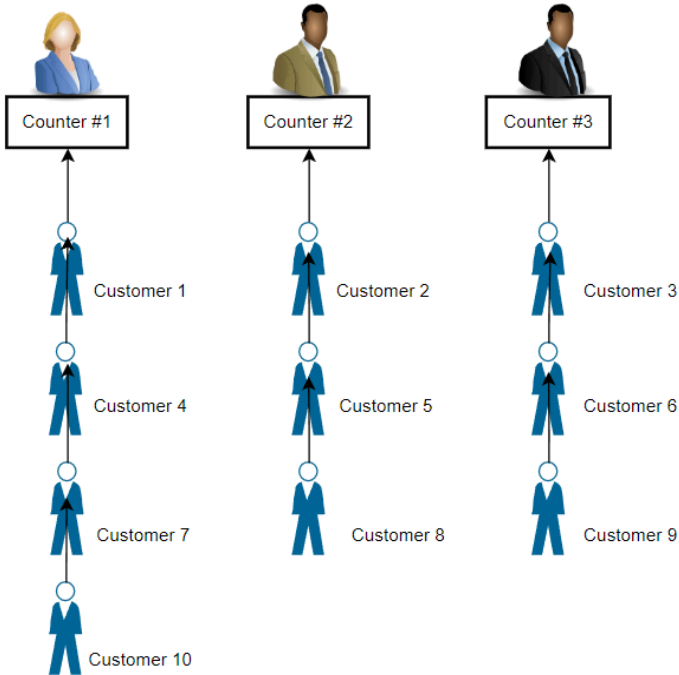 Counter #1
Counter #2
Counter #3
Customer 1
Customer 2
Customer 3
Customer 4
Customer 5
Customer 6
Customer 7
Customer 8
Customer 9
Customer 10